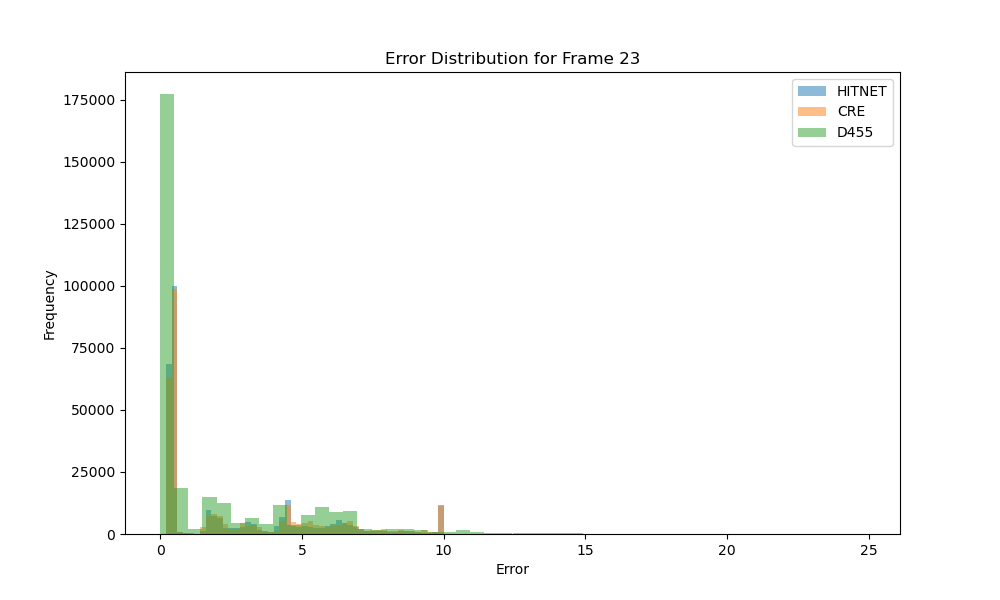 Error Distribution for Frame 23
HITNET
CRE
D455
175000
150000
125000
100000
75000
50000
25000
0
Frequency
0 5 10 15 20 25
Error